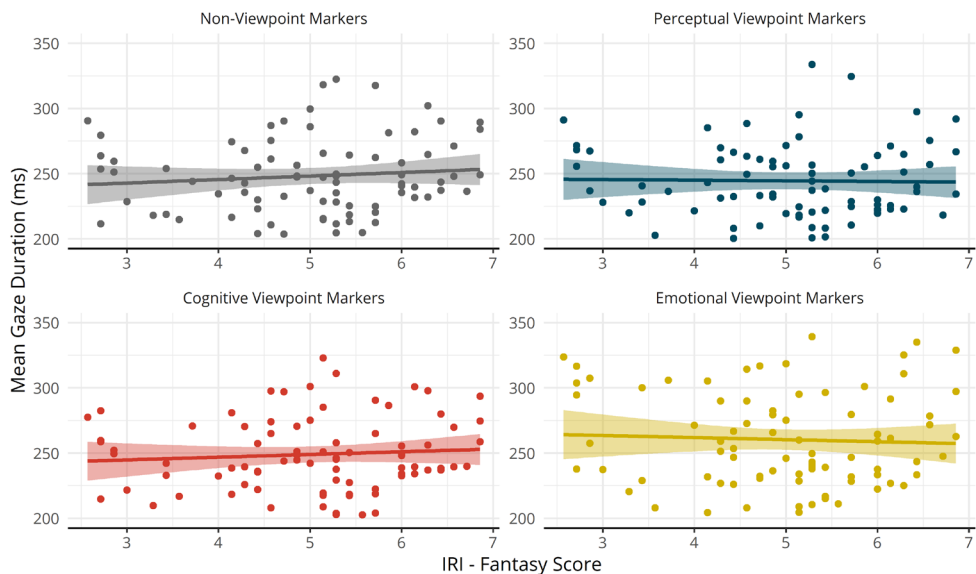 Non-Viewpoint Markers
Perceptual Viewpoint Markers
350
300
250
200
3 4 5 6 7
350
300
250
200
3 4 5 6 7
Cognitive Viewpoint Markers
Emotional Viewpoint Markers
350
300
250
200
3 4 5 6 7
350
300
250
200
3 4 5 6 7
Mean Gaze Duration (ms)
IRI - Fantasy Score